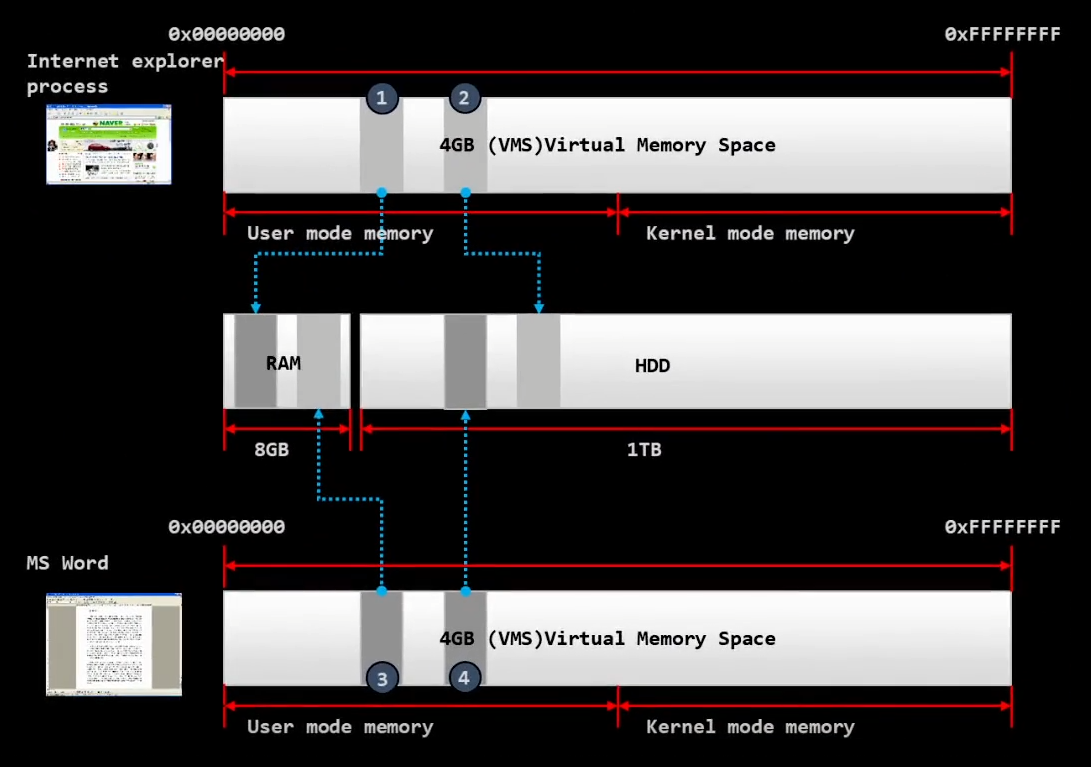 0x00000000
0xFFFFFFFF
Internet explorer
process
NAVER
1
2
4GB (VMS)Virtual Memory Space
User mode memory
Kernel mode memory
RAM
HDD
8GB
1TB
0x00000000
0xFFFFFFFF
MS Word
4GB (VMS)Virtual Memory Space
3
4
User mode memory
Kernel mode memory